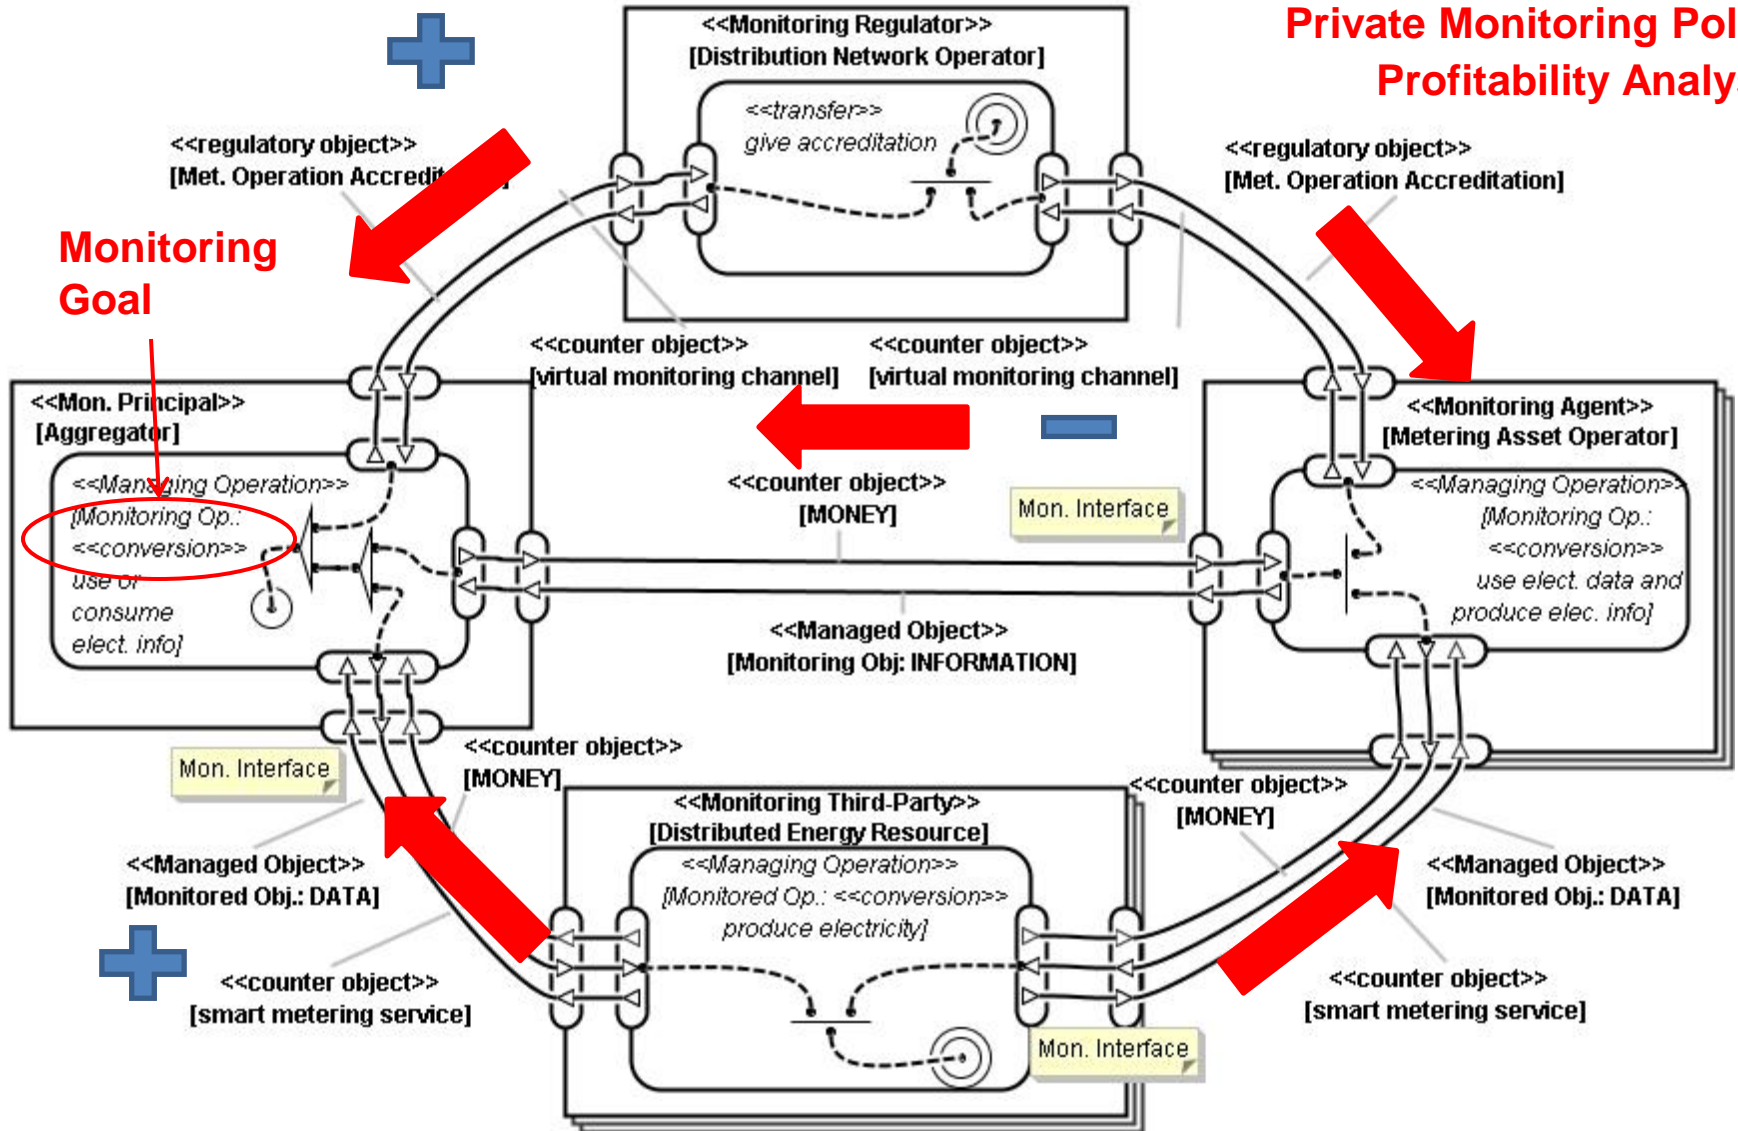 Private Monitoring Pol
Profitability Analy
<<Monitoring Regulator>>
[Distribution Network Operator]
<<transfer>>
give accreditation
<<regulatory object>>
[Met. Operation Accredit
<<regulatory object>>
[Met. Operation Accreditation]
Monitoring
Goal
<<counter object>>
[virtual monitoring channel]
<<counter object>>
[virtual monitoring channel]
<<Mon. Principal>>
[Aggregator]
<<Managing Operation>>
[Monitoring Op.:
<<conversion>>
use or
consume
elect. info]
<<counter object>>
[MONEY]
Mon. Interface
<<Monitoring Agent>>
[Metering Asset Operator]
<<Managing Operation>>
[Monitoring Op.:
<<conversion>>
use elect. data and
produce elec. info]
<<Managed Object>>
[Monitoring Obj: INFORMATION]
Mon. Interface
<<counter object>>
[MONEY]
<<Monitoring Third-Party>>
[Distributed Energy Resource]
<<Managing Operation>>
[Monitored Op.: <<conversion>>
produce electricity]
<<counter object>>
[MONEY]
<<Managed Object>>
[Monitored Obj.: DATA]
<<Managed Object>>
[Monitored Obj.: DATA]
<<counter object>>
[smart metering service]
<<counter object>>
[smart metering service]
Mon. Interface